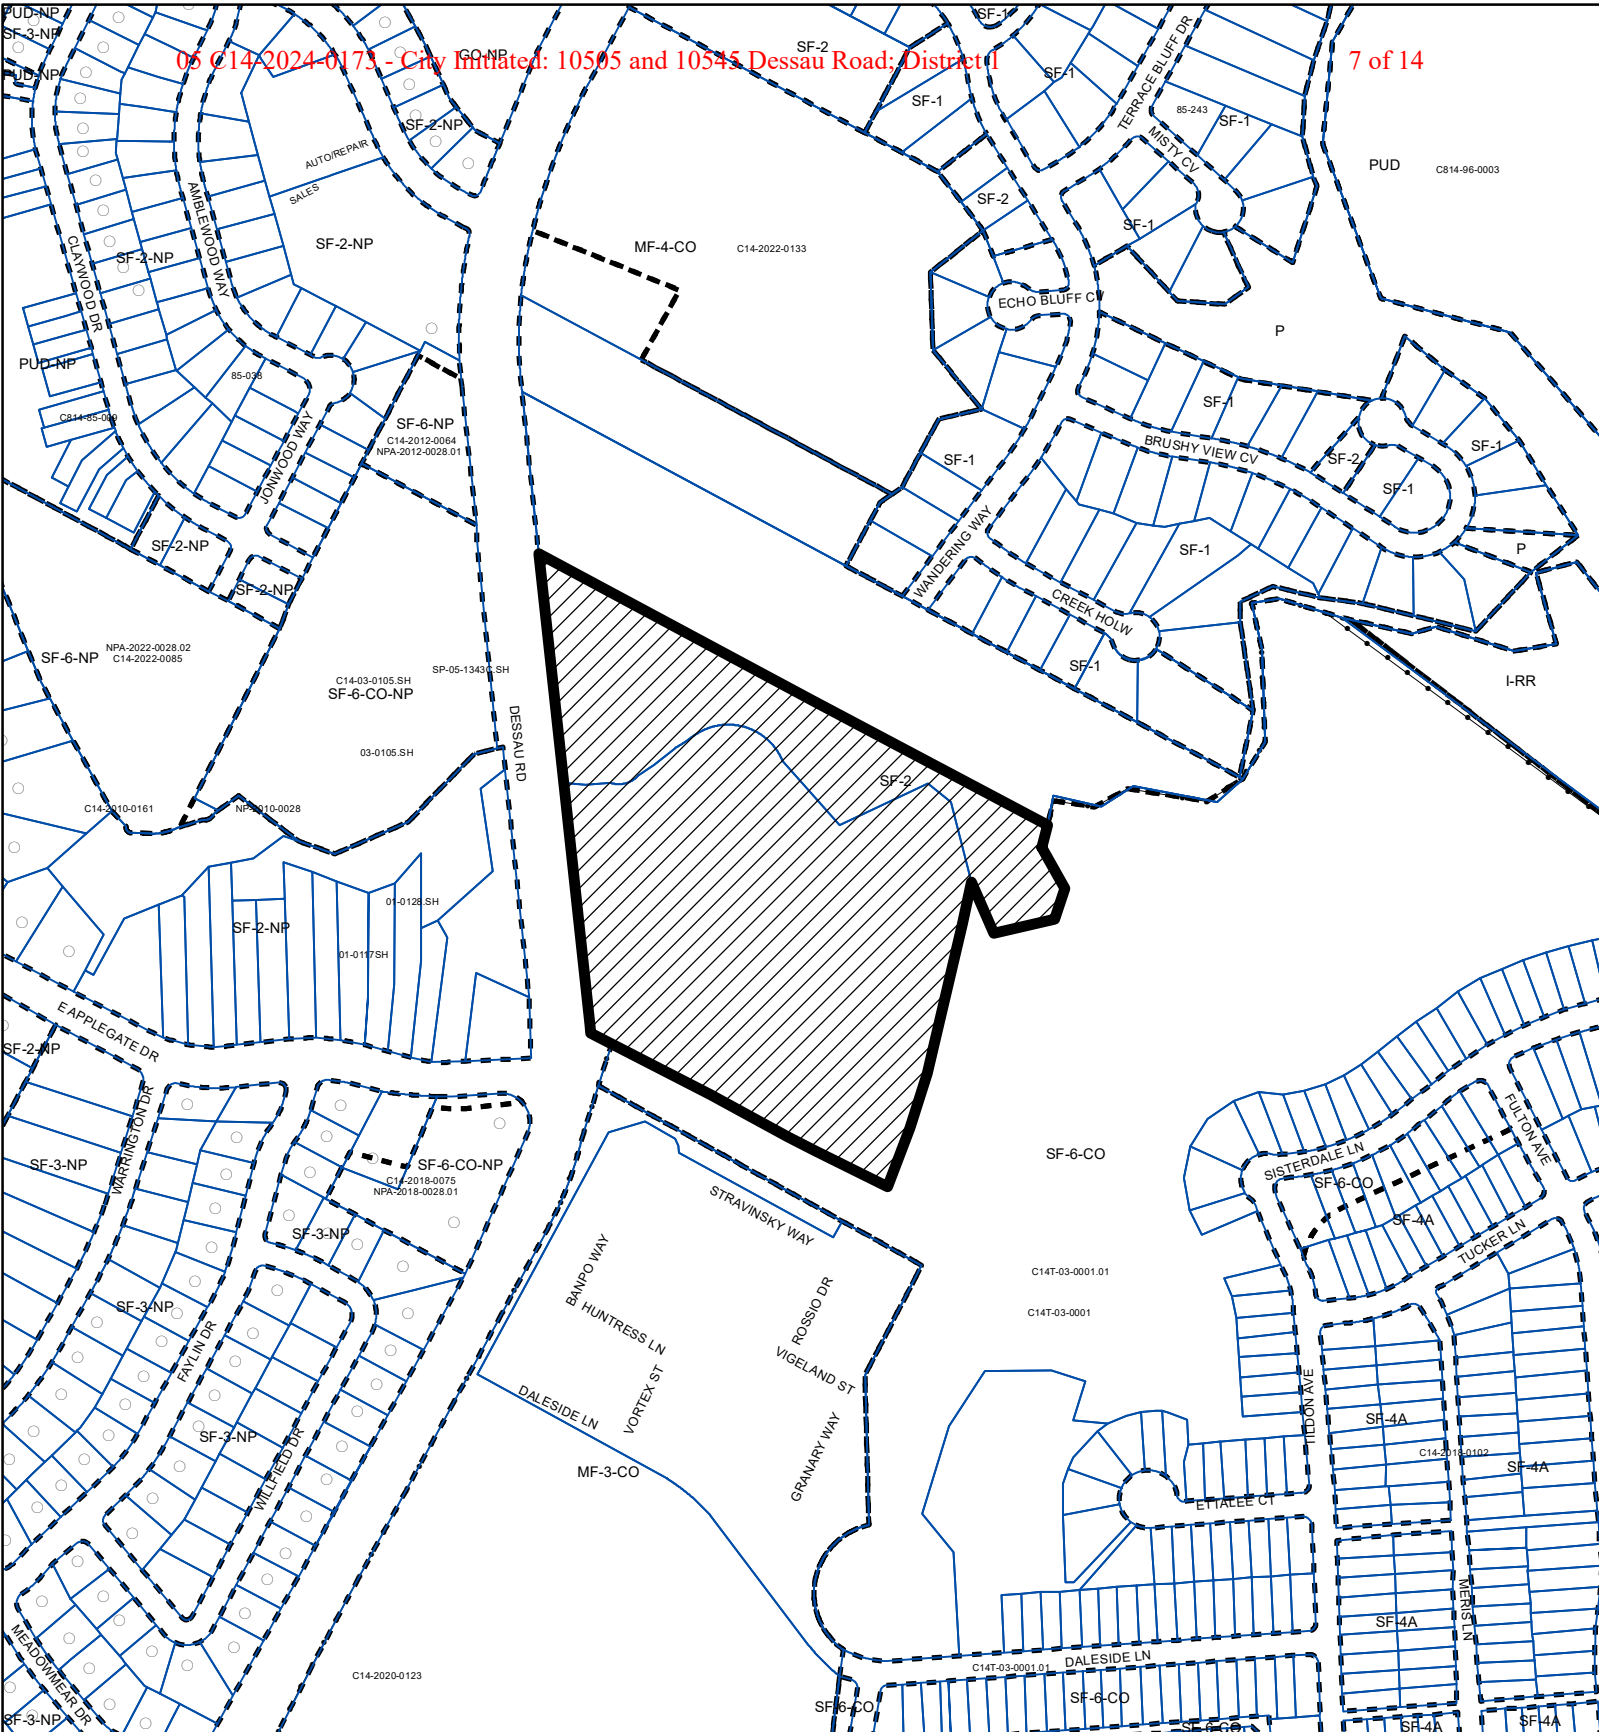 05 C14-2024-0173 - City Initiated: 10505 and 10545 Dessau Road; District 1
7 of 14
PUD-NP
SF-3-NP
PUD-NP
GO-NP
SF-2
SF-1
SF-1
SF-1
TERRACE BLUFF DR
85-243
SF-1
SF-2-NP
AUTO/REPAIR
SALES
MISTY CV
PUD
C814-96-0003
AMBLEWOOD WAY
SF-2
SF-1
CLAYWOOD DR
SF-2-NP
SF-2-NP
MF-4-CO
C14-2022-0133
ECHO BLUFF CV
P
PUD-NP
85-038
C814-85-009
JONWOOD WAY
SF-6-NP
C14-2012-0064
NPA-2012-0028.01
SF-1
BRUSHY VIEW CV
SF-1
SF-2
SF-1
SF-1
WANDERING WAY
SF-2-NP
SF-2-NP
SF-1
P
CREEK HOLW
SF-1
I-RR
SF-6-NP
NPA-2022-0028.02
C14-2022-0085
C14-03-0105.SH
SF-6-CO-NP
SP-05-1343C.SH
DESSAU RD
03-0105.SH
SF-2
C14-2010-0161
NP-2010-0028
01-0128.SH
SF-2-NP
01-0117SH
E APPLEGATE DR
SF-2-NP
WARRINGTON DR
SF-3-NP
SF-6-CO-NP
C14-2018-0075
NPA-2018-0028.01
SF-3-NP
SF-6-CO
SISTERDALE LN
FULTON AVE
SF-6-CO
SF-4A
TUCKER LN
STRAVINSKY WAY
BANPO WAY
HUNTRESS LN
ROSSIO DR
VIGELAND ST
C14T-03-0001.01
C14T-03-0001
SF-3-NP
FAYLIN DR
DALESIDE LN
VORTEX ST
GRANARY WAY
TILDON AVE
SF-4A
C14-2018-0102
SF-4A
SF-3-NP
WILLFIELD DR
MF-3-CO
ETTALEE CT
MERIS LN
SF-4A
MEADOWMEAR DR
C14-2020-0123
C14T-03-0001.01
DALESIDE LN
SF-6-CO
SF-6-CO
SF-3-NP
SF-6-CO
SF-4A
SF-4A